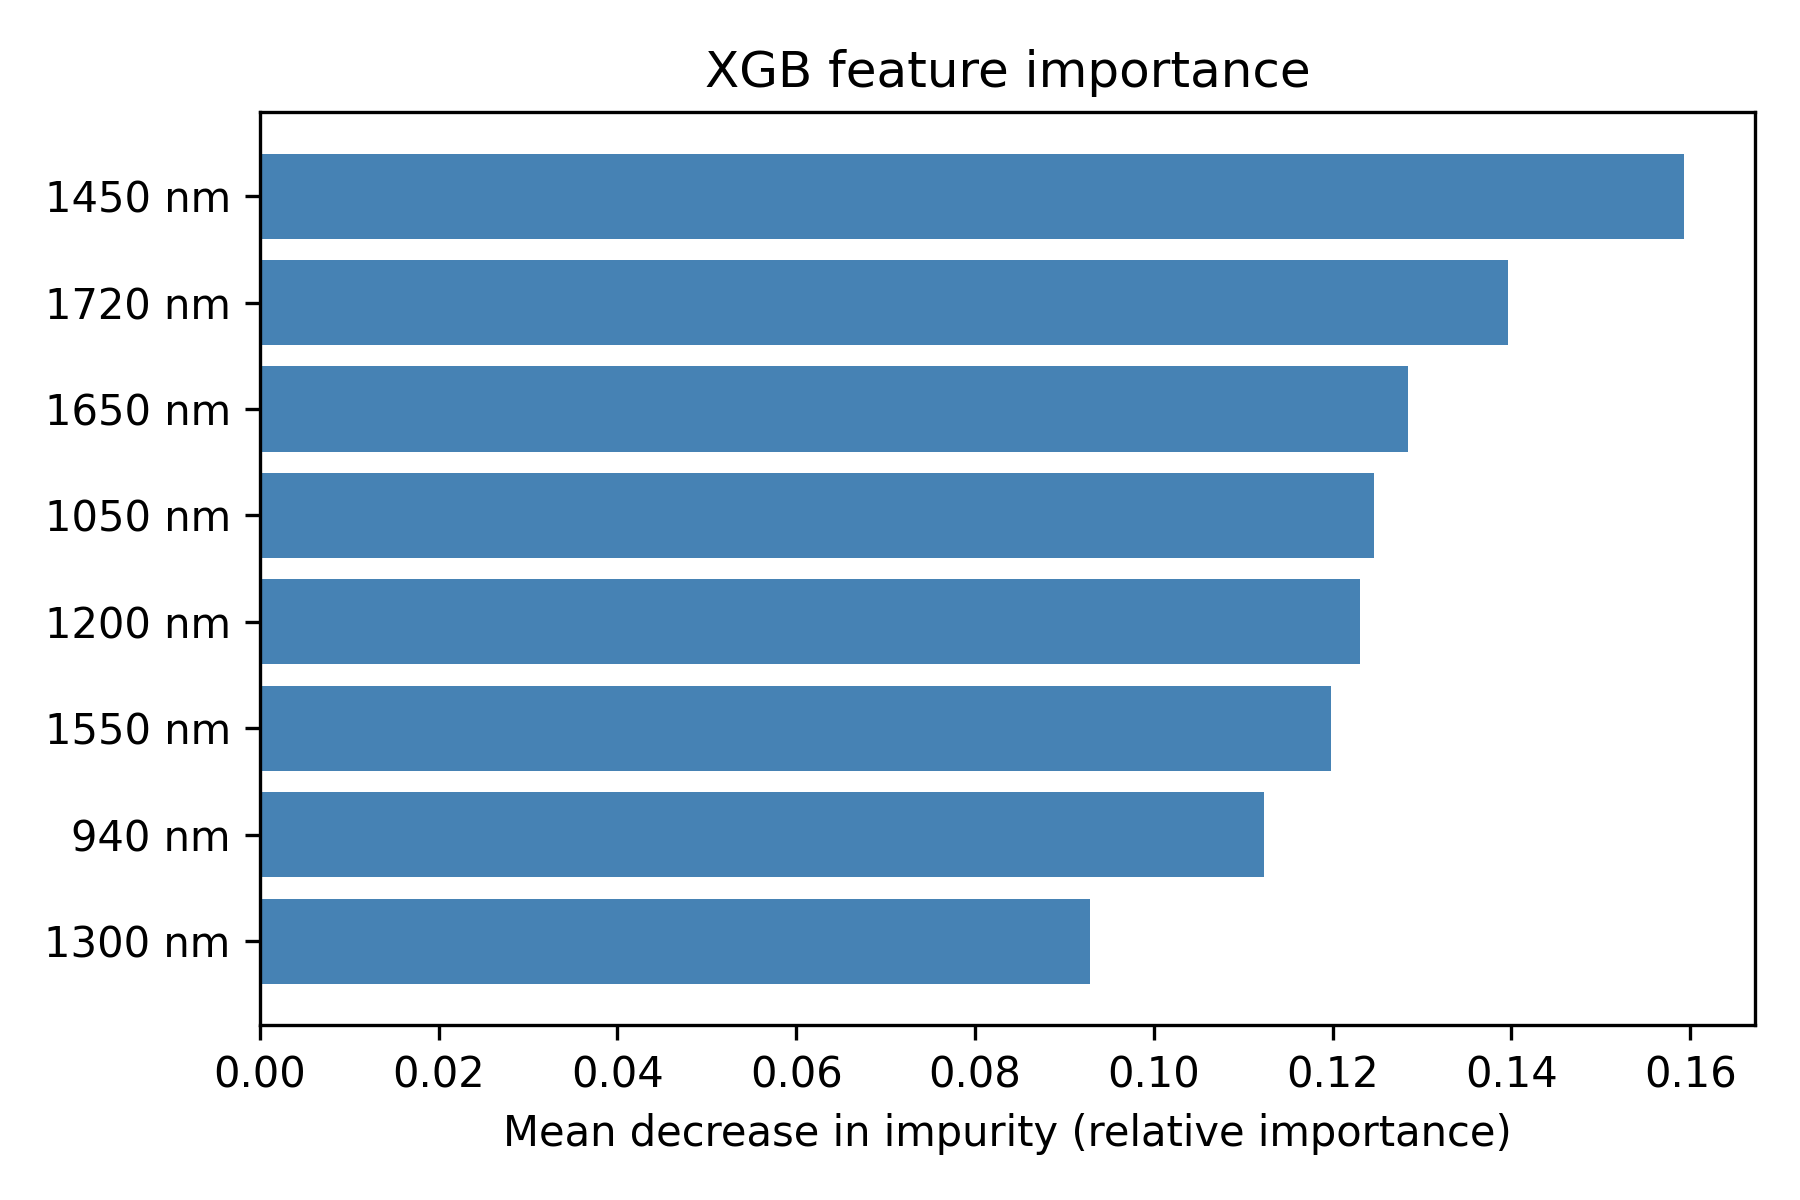 XGB feature importance
1450 nm
1720 nm
1650 nm
1050 nm
1200 nm
1550 nm
940 nm
1300 nm
0.00 0.02 0.04 0.06 0.08 0.10 0.12 0.14 0.16
Mean decrease in impurity (relative importance)